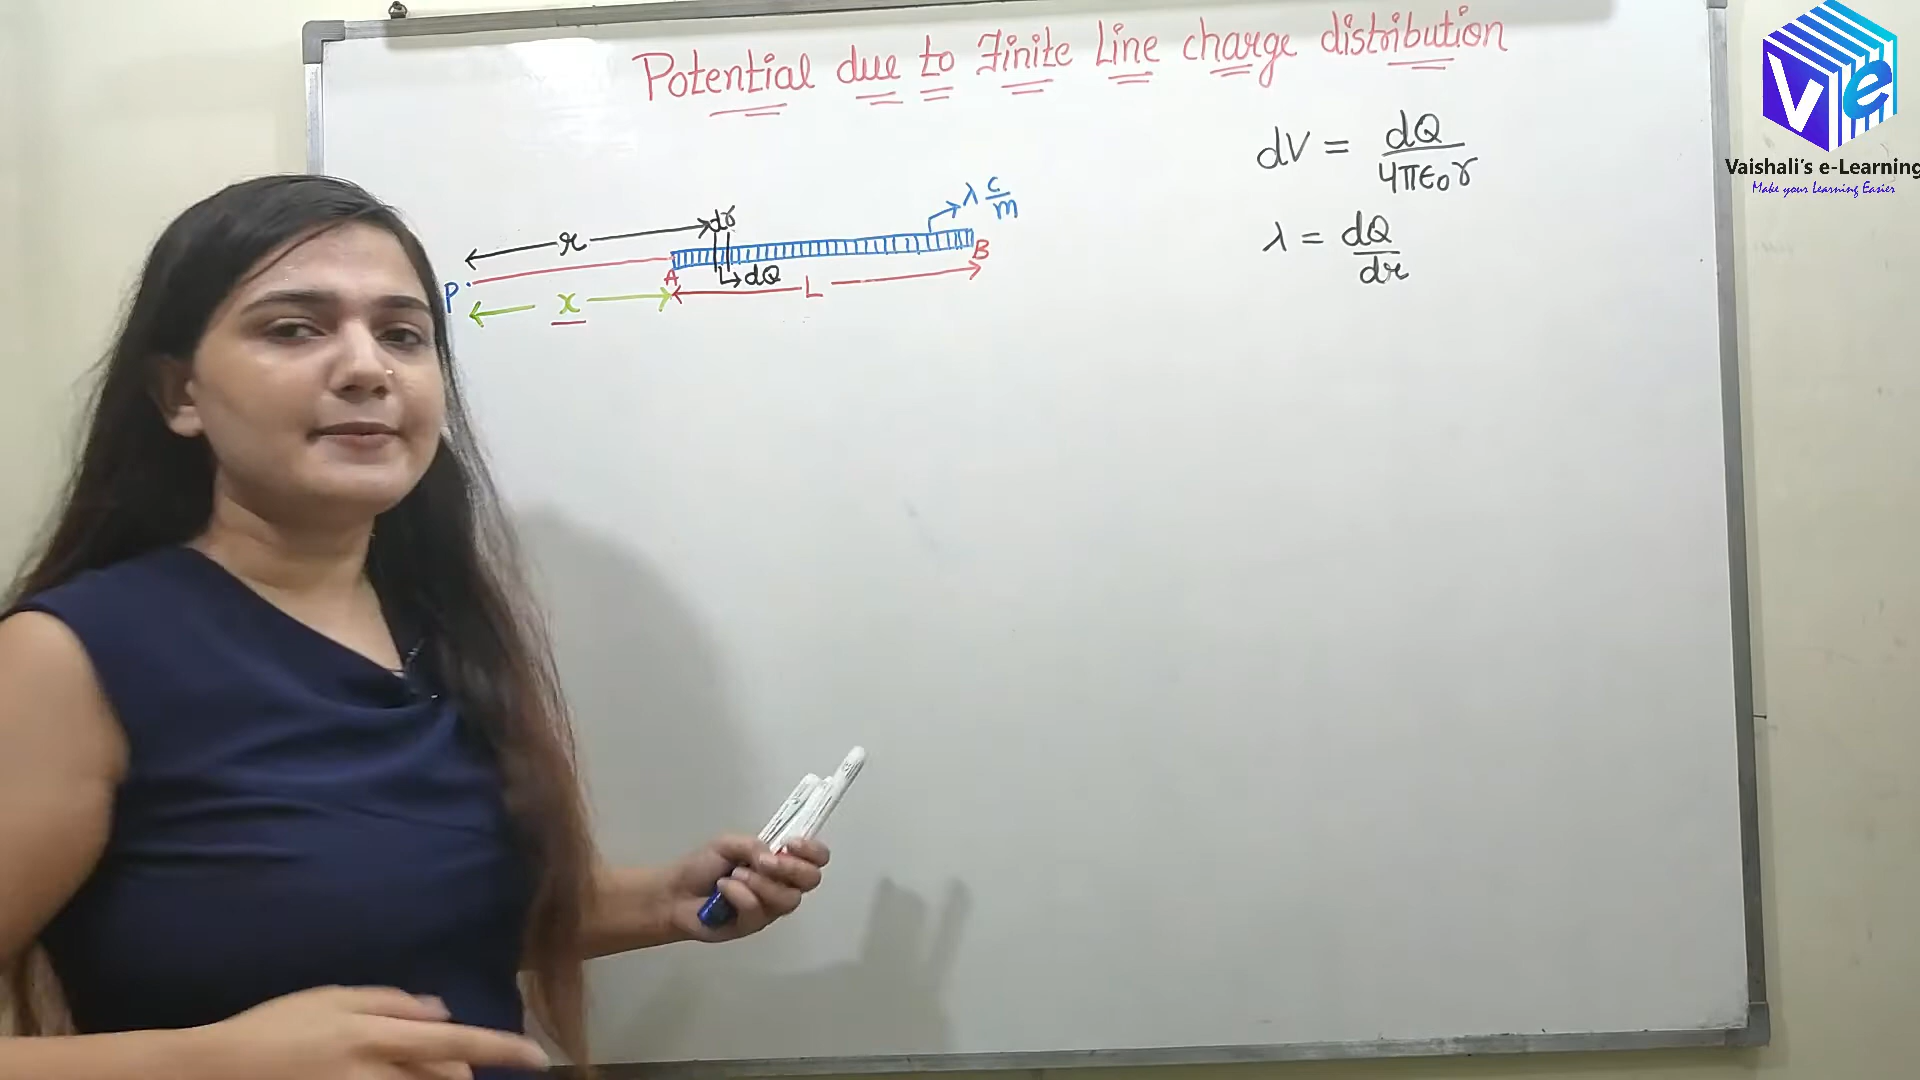 Potential due to Finite Line charge distribution
Vaishali's e-Learning
Make your Learning Easier
dV = dQ / 4πε₀r
λ = dQ / dr
λ C/m
r
dr
dQ
P
A
B
x
L